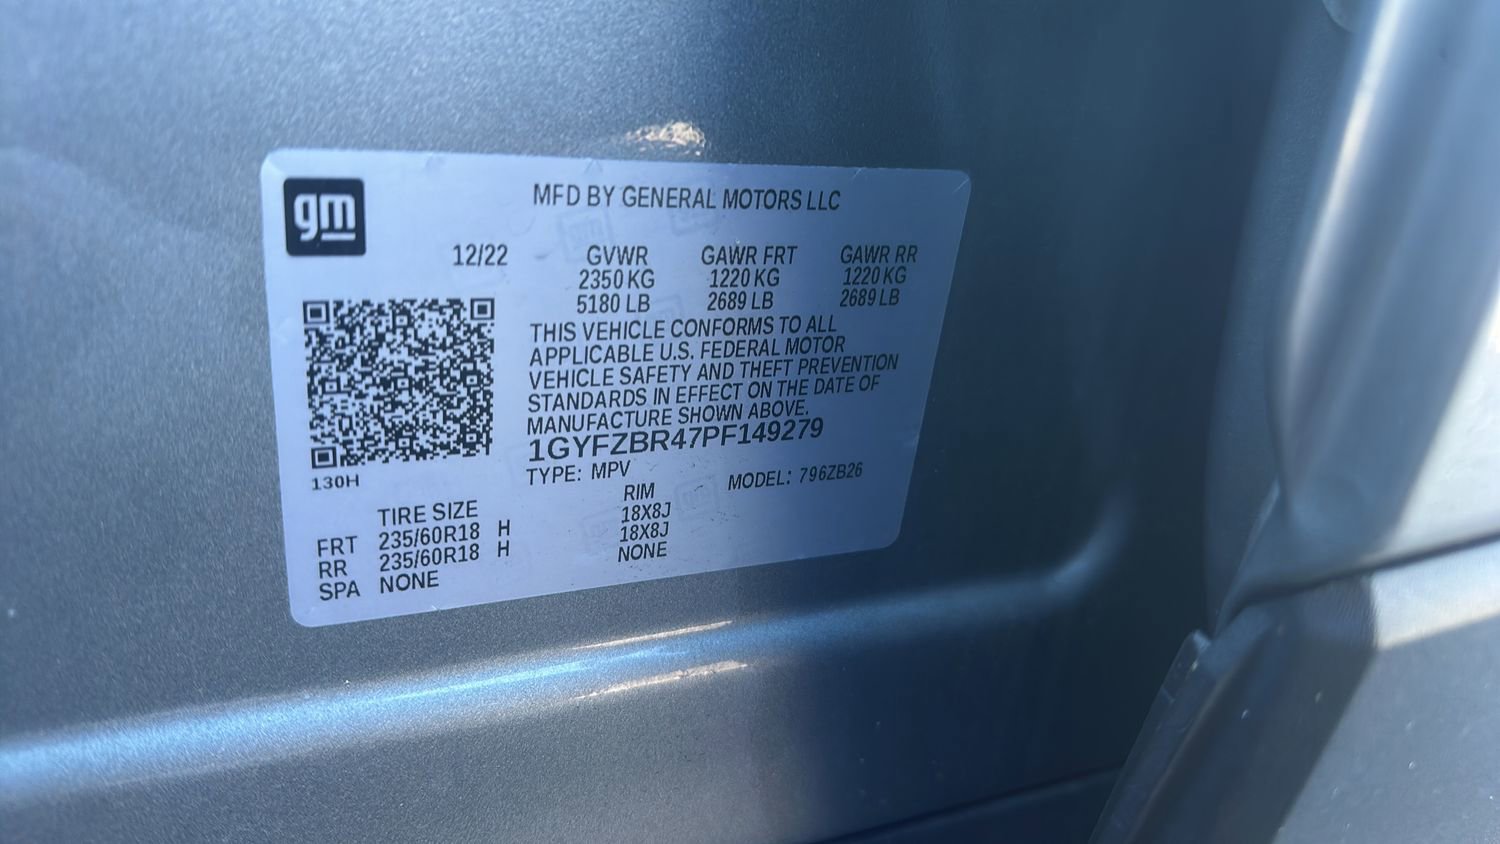 gm
MFD BY GENERAL MOTORS LLC
12/22 GVWR GAWR FRT GAWR RR
2350 KG 1220 KG 1220 KG
5180 LB 2689 LB 2689 LB
THIS VEHICLE CONFORMS TO ALL
APPLICABLE U.S. FEDERAL MOTOR
VEHICLE SAFETY AND THEFT PREVENTION
STANDARDS IN EFFECT ON THE DATE OF
MANUFACTURE SHOWN ABOVE.
1GYFZBR47PF149279
130H TYPE: MPV MODEL: 796ZB26
TIRE SIZE RIM
FRT 235/60R18 H 18X8J
RR 235/60R18 H 18X8J
SPA NONE NONE